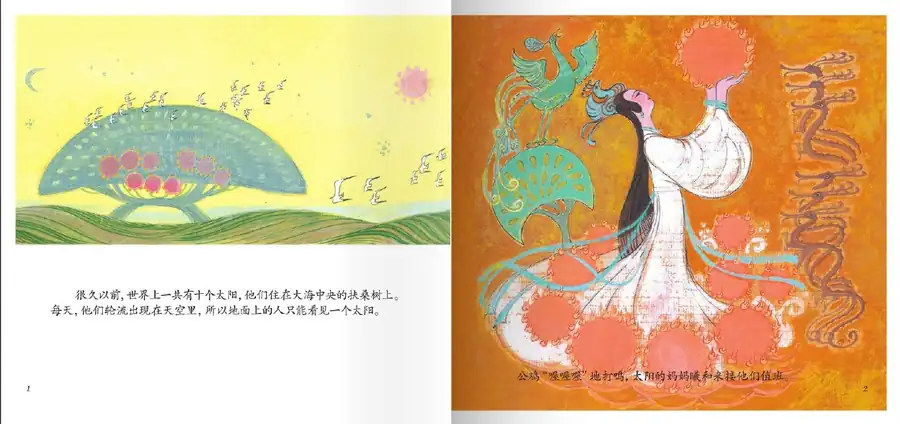 很久以前，世界上一共有十个太阳，他们住在大海中央的扶桑树上。
每天，他们轮流出现在天空里，所以地面上的人只能看见一个太阳。
1
公鸡“喔喔喔”地打鸣，太阳的妈妈曦和来接他们值班。
2